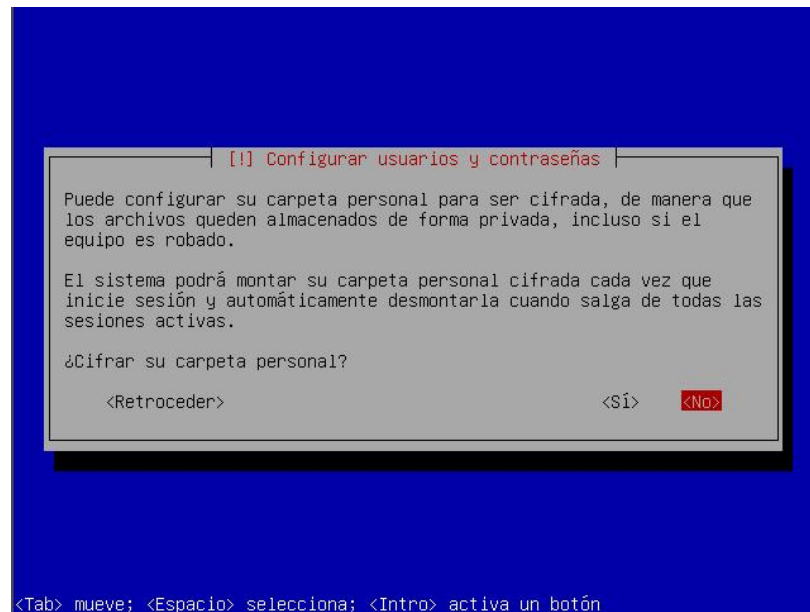 [!] Configurar usuarios y contraseñas
Puede configurar su carpeta personal para ser cifrada, de manera que
los archivos queden almacenados de forma privada, incluso si el
equipo es robado.
El sistema podrá montar su carpeta personal cifrada cada vez que
inicie sesión y automáticamente desmontarla cuando salga de todas las
sesiones activas.
¿Cifrar su carpeta personal?
<Retroceder> <Sí> <No>
<Tab> mueve; <Espacio> selecciona; <Intro> activa un botón